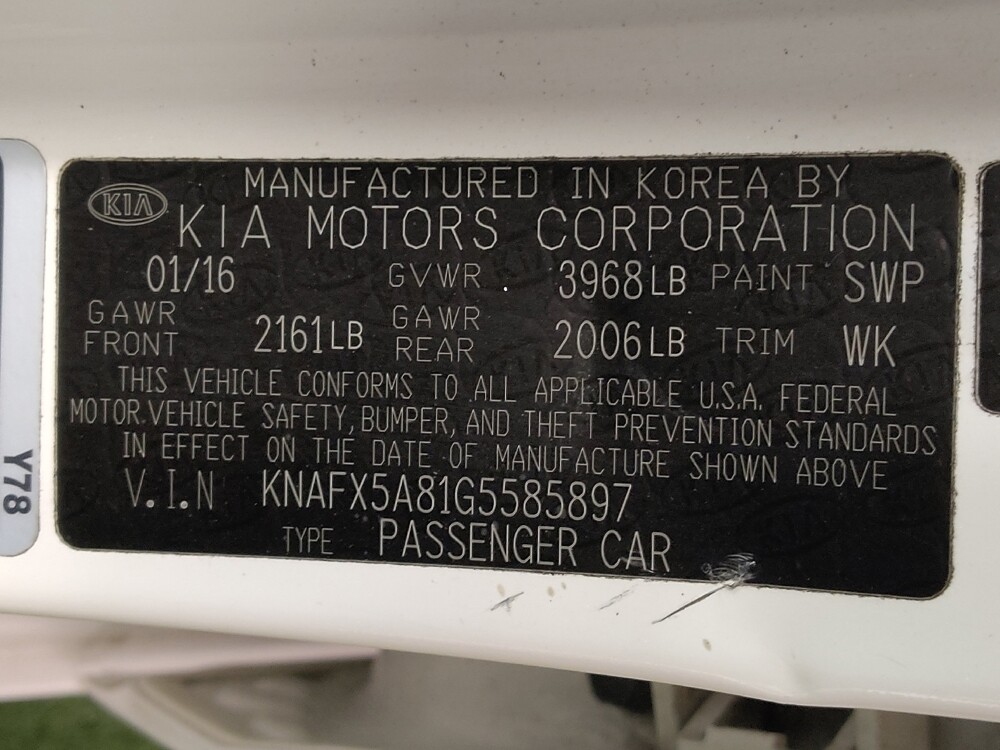 MANUFACTURED IN KOREA BY
KIA
KIA MOTORS CORPORATION
01/16 GVWR 3968LB PAINT SWP
GAWR FRONT 2161LB GAWR REAR 2006LB TRIM WK
THIS VEHICLE CONFORMS TO ALL APPLICABLE U.S.A. FEDERAL
MOTOR VEHICLE SAFETY, BUMPER, AND THEFT PREVENTION STANDARDS
IN EFFECT ON THE DATE OF MANUFACTURE SHOWN ABOVE
V.I.N KNAFX5A81G5585897
TYPE PASSENGER CAR
Y78